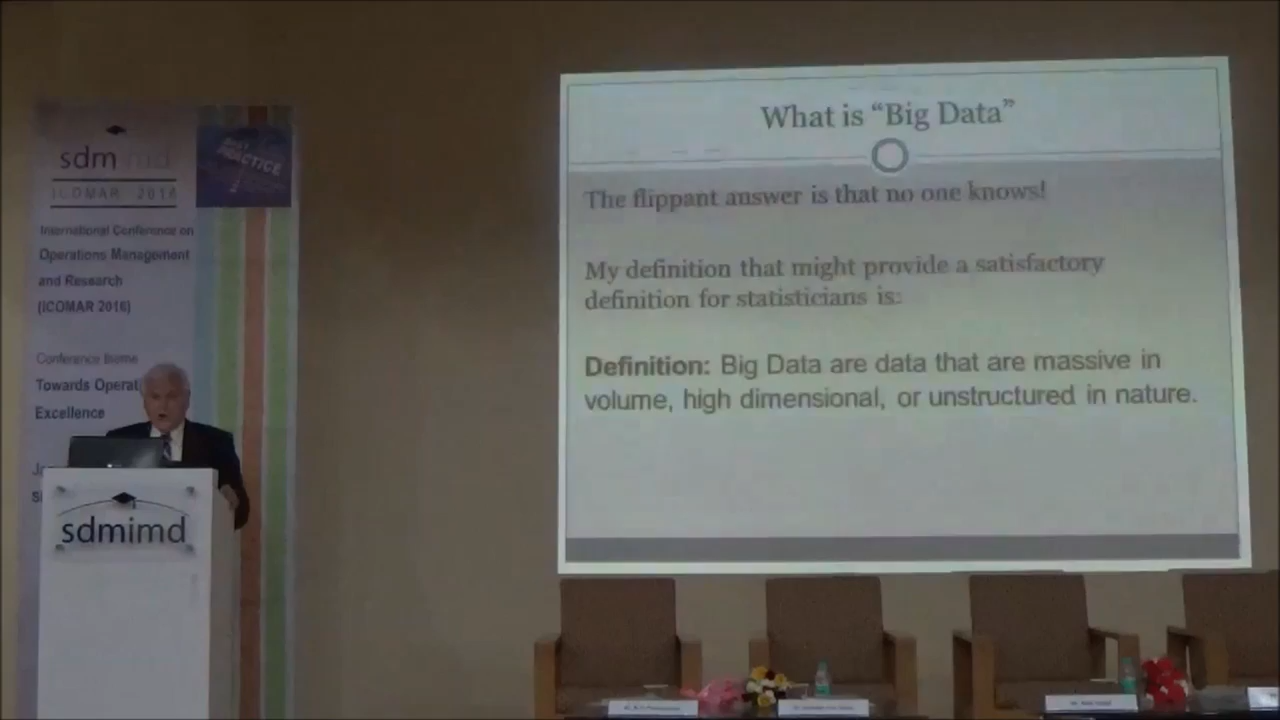 sdmimd
ICOMAR 2016
International Conference on
Operations Management
and Research
(ICOMAR 2016)
Conference
Towards Operat
Excellence
PRACTICE
sdmimd
What is “Big Data”
The flippant answer is that no one knows!
My definition that might provide a satisfactory
definition for statisticians is:
Definition: Big Data are data that are massive in
volume, high dimensional, or unstructured in nature.